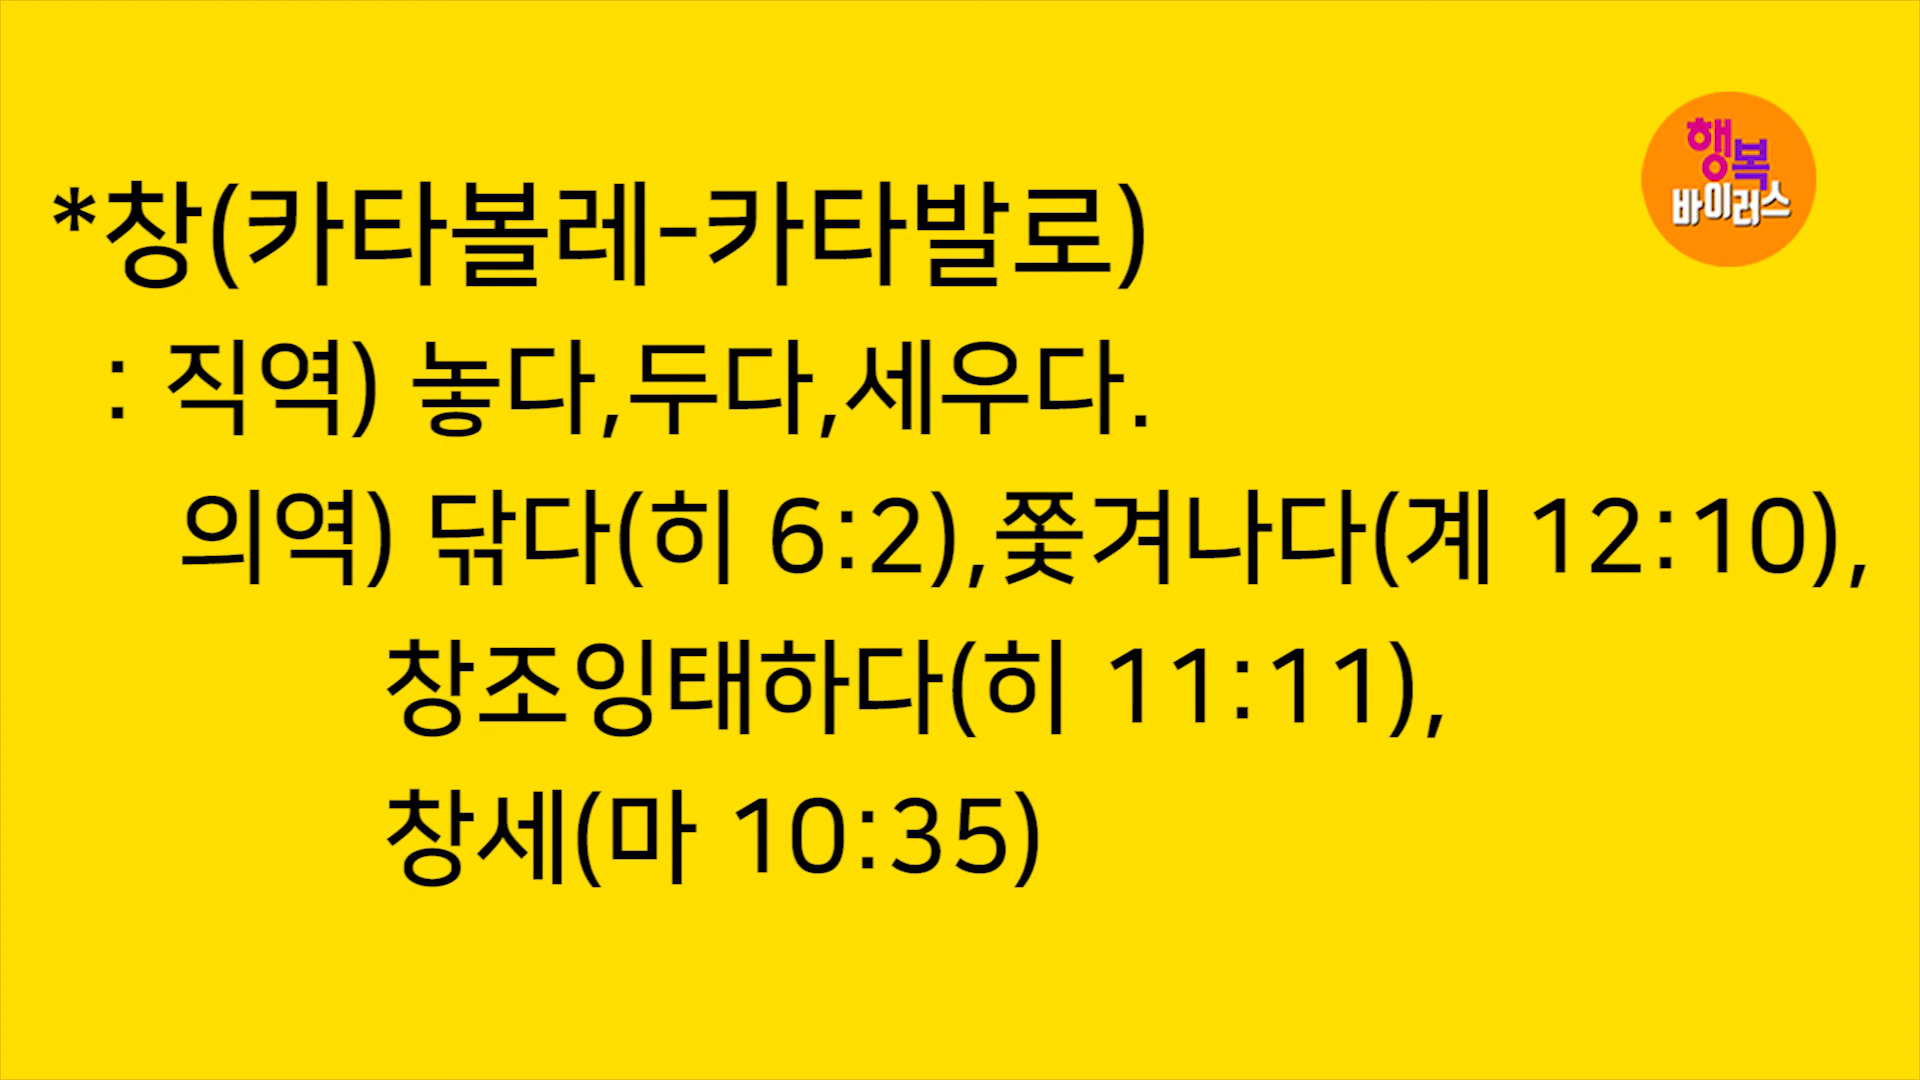 행복
바이러스
*창(카타볼레-카타발로)
: 직역) 놓다,두다,세우다.
의역) 닦다(히 6:2),쫓겨나다(계 12:10),
창조잉태하다(히 11:11),
창세(마 10:35)